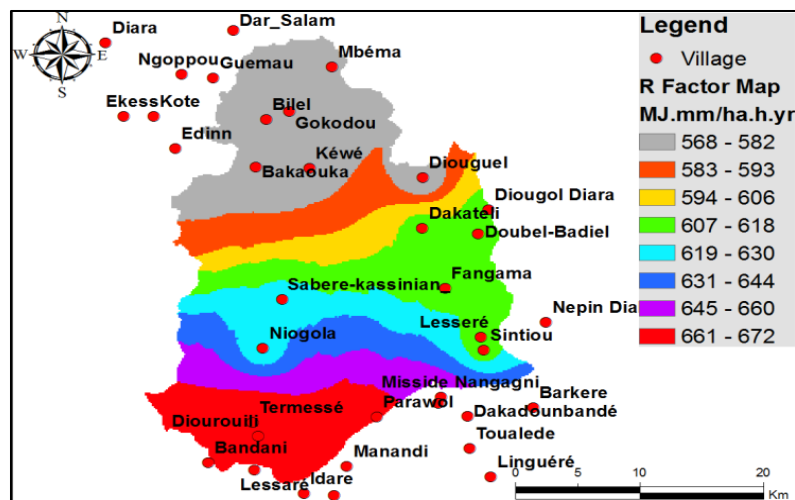 Dar_Salam
Diara
N
W
E
S
Ngoppou
Guemau
Mbéma
EkessKote
Bilel
Gokodou
Edinn
Kéwé
Bakaouka
Diouguel
Diougol Diara
Dakateli
Doubel-Badiel
Fangama
Sabere-kassinian_
Nepin Dia
Lesseré
Sintiou
Niogola
Misside Nangagni
Barkere
Parawol
Dakadounbandé
Termessé
Diourouili
Toualede
Bandani
Manandi
Linguéré
Lessaré
Idare
Legend
Village
R Factor Map
MJ.mm/ha.h.yr
568 - 582
583 - 593
594 - 606
607 - 618
619 - 630
631 - 644
645 - 660
661 - 672
0 5 10 20
Km